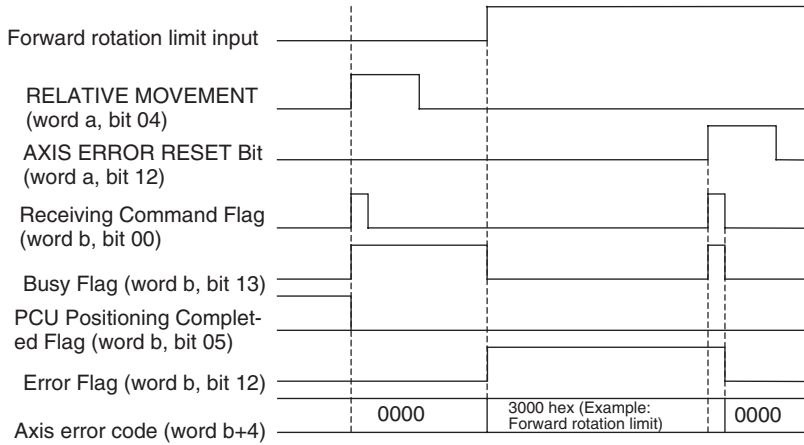 Forward rotation limit input
RELATIVE MOVEMENT
(word a, bit 04)
AXIS ERROR RESET Bit
(word a, bit 12)
Receiving Command Flag
(word b, bit 00)
Busy Flag (word b, bit 13)
PCU Positioning Complet-
ed Flag (word b, bit 05)
Error Flag (word b, bit 12)
Axis error code (word b+4)
0000
3000 hex (Example:
Forward rotation limit)
0000